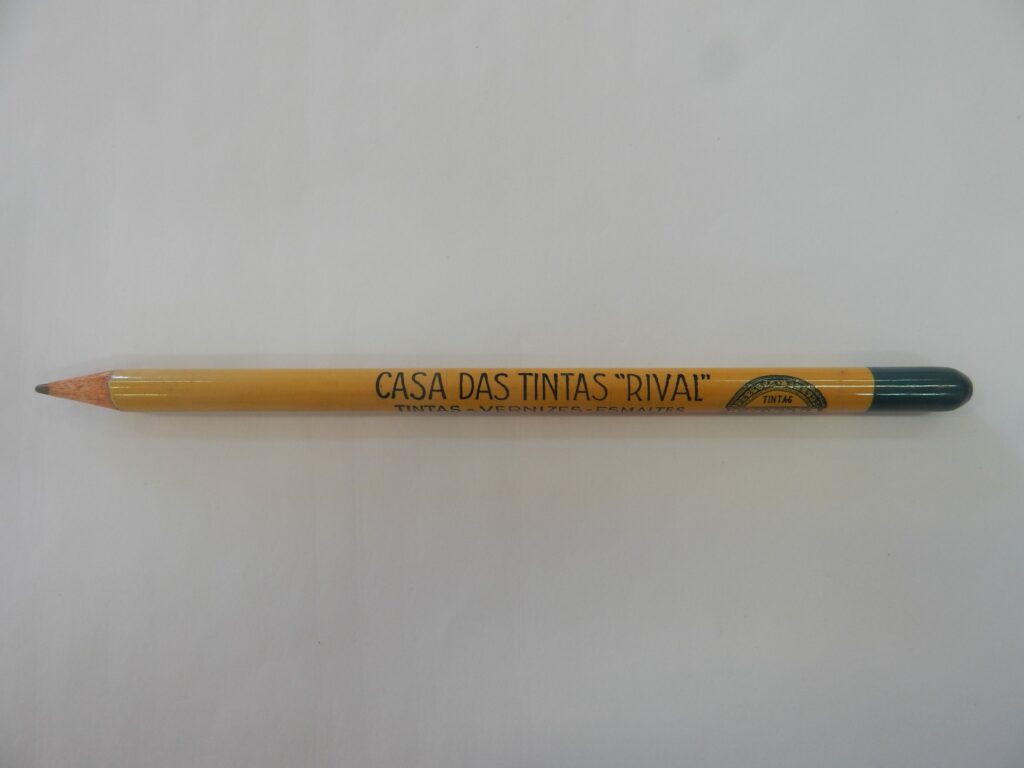 CASA DAS TINTAS "RIVAL"
TINTAS - VERNIZES - ESMALTES
TINTAS